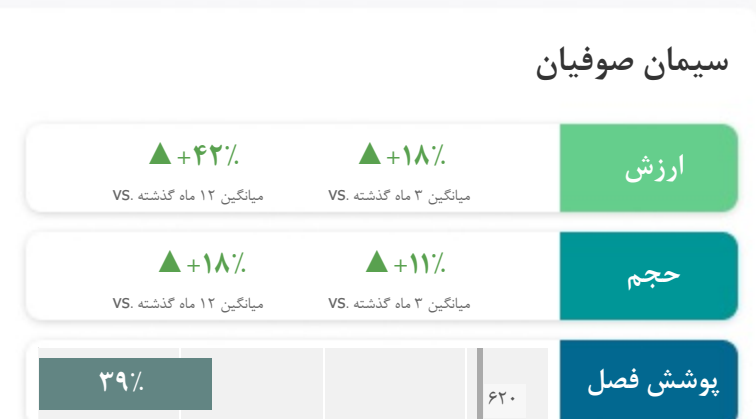 سیمان صوفیان
ارزش
+۱۸٪ ▲ +۴۲٪ ▲
میانگین ۳ ماه گذشته .VS میانگین ۱۲ ماه گذشته .VS
حجم
+۱۱٪ ▲ +۱۸٪ ▲
میانگین ۳ ماه گذشته .VS میانگین ۱۲ ماه گذشته .VS
پوشش فصل
۳۹٪
۶۲۰